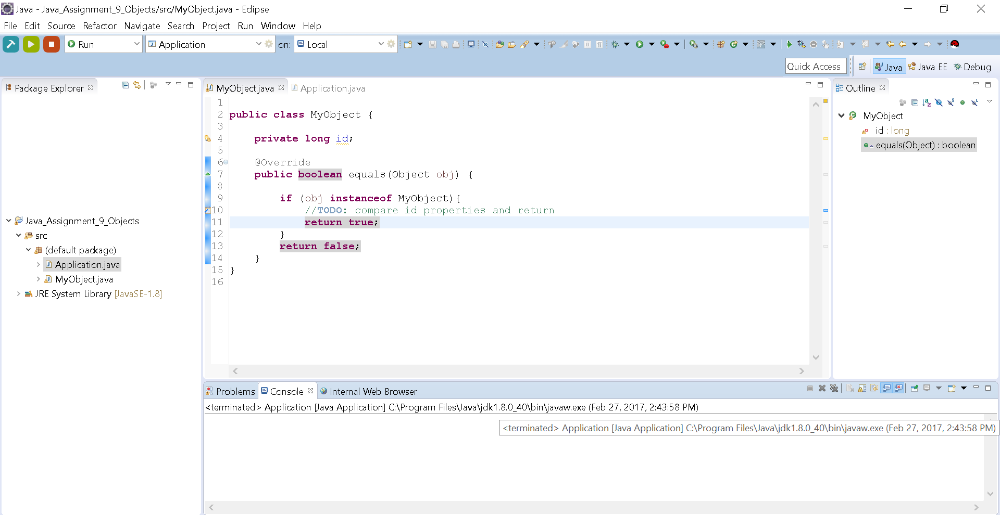 Java - Java_Assignment_9_Objects/src/MyObject.java - Eclipse
File Edit Source Refactor Navigate Search Project Run Window Help
Run Application on: Local
Quick Access Java Java EE Debug
Package Explorer
MyObject.java Application.java
Outline
MyObject
id : long
equals(Object) : boolean
Java_Assignment_9_Objects
src
(default package)
Application.java
MyObject.java
JRE System Library [JavaSE-1.8]
1
2 public class MyObject {
3
4 private long id;
5
6 @Override
7 public boolean equals(Object obj) {
8
9 if (obj instanceof MyObject){
10 //TODO: compare id properties and return
11 return true;
12 }
13 return false;
14 }
15 }
16
Problems Console Internal Web Browser
<terminated> Application [Java Application] C:\Program Files\Java\jdk1.8.0_40\bin\javaw.exe (Feb 27, 2017, 2:43:58 PM)
<terminated> Application [Java Application] C:\Program Files\Java\jdk1.8.0_40\bin\javaw.exe (Feb 27, 2017, 2:43:58 PM)